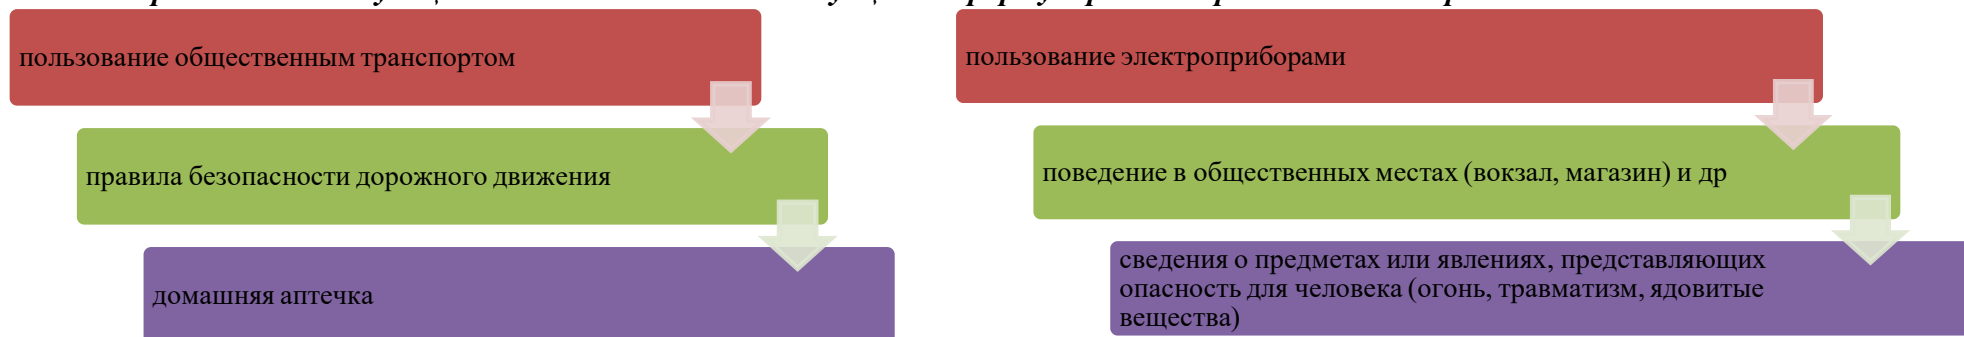 пользование общественным транспортом
правила безопасности дорожного движения
домашняя аптечка
пользование электроприборами
поведение в общественных местах (вокзал, магазин) и др
сведения о предметах или явлениях, представляющих
опасность для человека (огонь, травматизм, ядовитые
вещества)